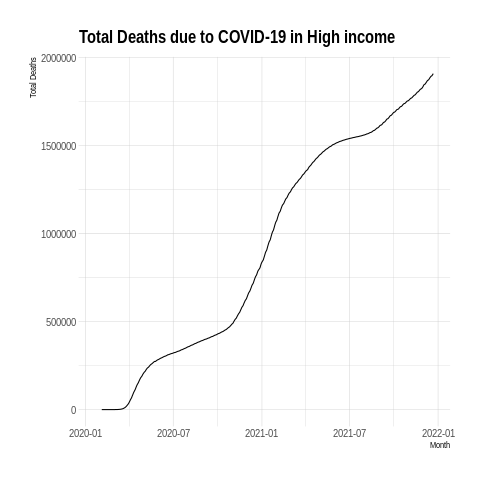 Total Deaths due to COVID-19 in High income
Total Deaths
2000000
1500000
1000000
500000
0
2020-01 2020-07 2021-01 2021-07 2022-01
Month